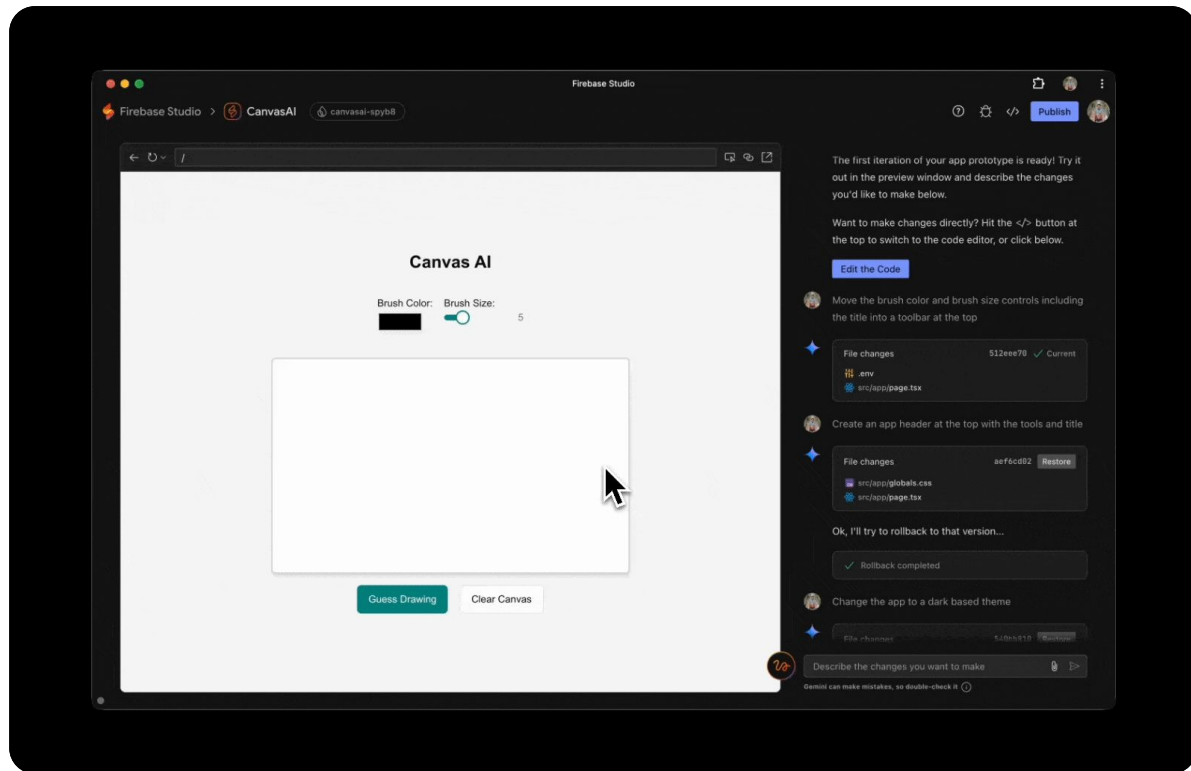 Firebase Studio
Firebase Studio > CanvasAI canvasai-spyb8
</> Publish
/
Canvas AI
Brush Color: Brush Size:
5
Guess Drawing Clear Canvas
The first iteration of your app prototype is ready! Try it
out in the preview window and describe the changes
you'd like to make below.
Want to make changes directly? Hit the </> button at
the top to switch to the code editor, or click below.
Edit the Code
Move the brush color and brush size controls including
the title into a toolbar at the top
File changes 512eee70 Current
.env
src/app/page.tsx
Create an app header at the top with the tools and title
File changes aef6cd02 Restore
src/app/globals.css
src/app/page.tsx
Ok, I'll try to rollback to that version...
Rollback completed
Change the app to a dark based theme
File changes Restore
Describe the changes you want to make
Gemini can make mistakes, so double-check it